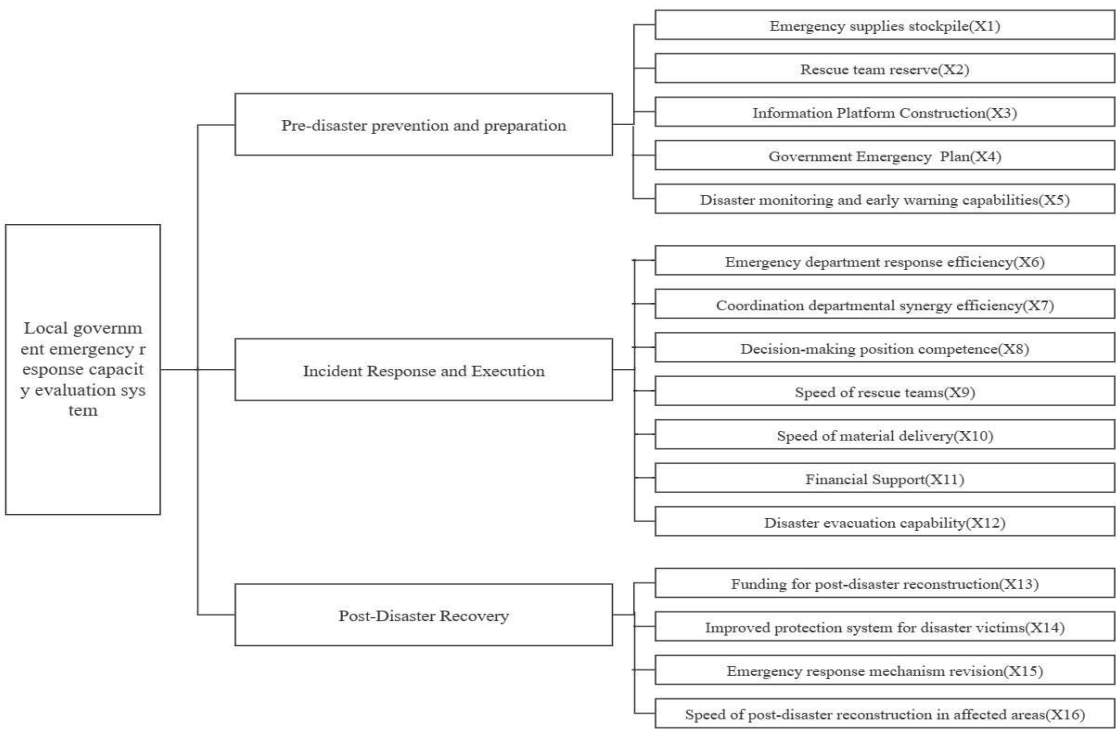 Local governm
ent emergency r
esponse capacit
y evaluation sys
tem
Pre-disaster prevention and preparation
Emergency supplies stockpile(X1)
Rescue team reserve(X2)
Information Platform Construction(X3)
Government Emergency  Plan(X4)
Disaster monitoring and early warning capabilities(X5)
Incident Response and Execution
Emergency department response efficiency(X6)
Coordination departmental synergy efficiency(X7)
Decision-making position competence(X8)
Speed of rescue teams(X9)
Speed of material delivery(X10)
Financial Support(X11)
Disaster evacuation capability(X12)
Post-Disaster Recovery
Funding for post-disaster reconstruction(X13)
Improved protection system for disaster victims(X14)
Emergency response mechanism revision(X15)
Speed of post-disaster reconstruction in affected areas(X16)